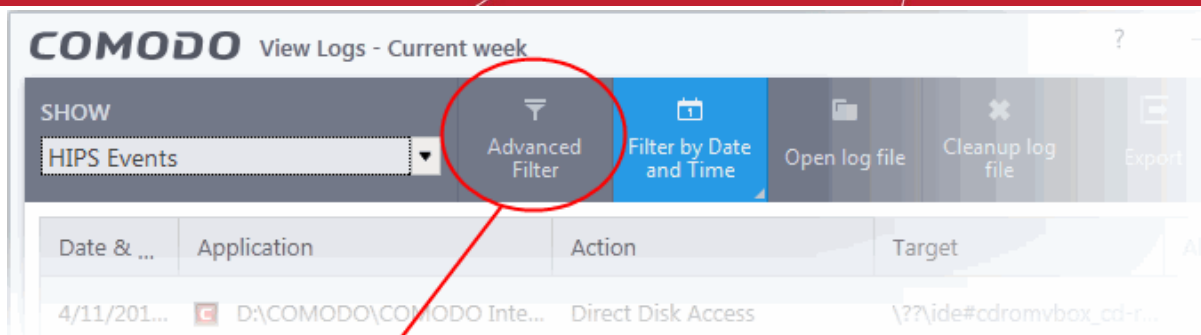 COMODO View Logs - Current week
?
SHOW
HIPS Events
Advanced
Filter
1
Filter by Date
and Time
Open log file
Cleanup log
file
Export
Date & ... Application Action Target
4/11/201... C D:\COMODO\COMODO Inte... Direct Disk Access \??\ide#cdromvbox_cd-r...